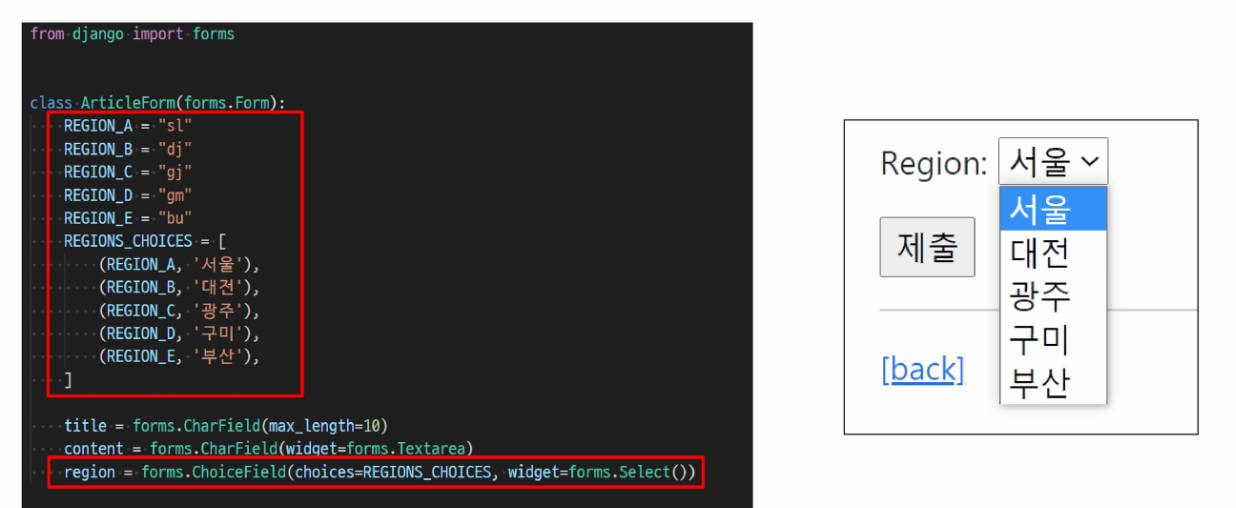 from django import forms
class ArticleForm(forms.Form):
REGION_A = "sl"
REGION_B = "dj"
REGION_C = "gj"
REGION_D = "gm"
REGION_E = "bu"
REGIONS_CHOICES = [
(REGION_A, '서울'),
(REGION_B, '대전'),
(REGION_C, '광주'),
(REGION_D, '구미'),
(REGION_E, '부산'),
]
title = forms.CharField(max_length=10)
content = forms.CharField(widget=forms.Textarea)
region = forms.ChoiceField(choices=REGIONS_CHOICES, widget=forms.Select())
Region: 서울
서울
제출
대전
광주
구미
[back]
부산